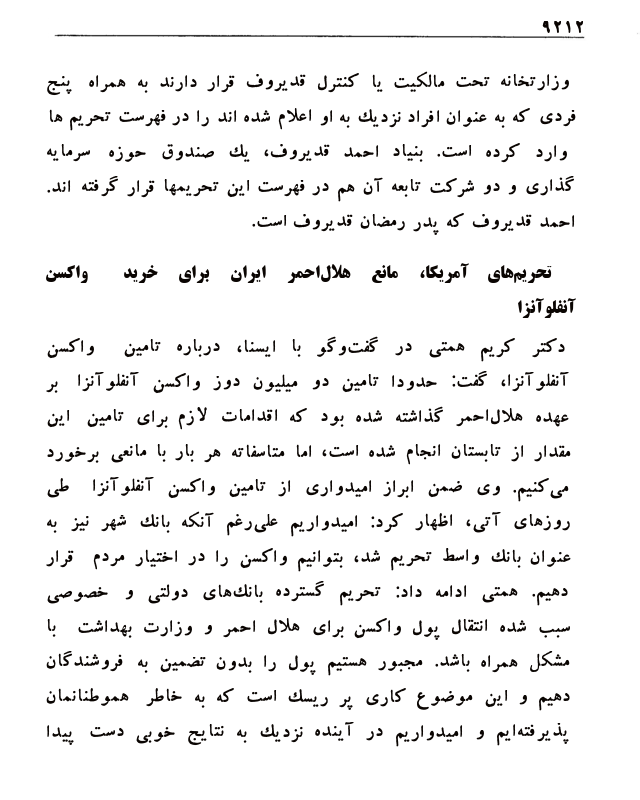 ۹۲۱۲
وزارتخانه تحت مالکیت یا کنترل قدیروف قرار دارند به همراه پنج
فردی که به عنوان افراد نزدیك به او اعلام شده اند را در فهرست تحریم ها
وارد کرده است. بنیاد احمد قدیروف، یك صندوق حوزه سرمایه
گذاری و دو شرکت تابعه آن هم در فهرست این تحریمها قرار گرفته اند.
احمد قدیروف که پدر رمضان قدیروف است.
تحریم‌های آمریکا، مانع هلال‌احمر ایران برای خرید واکسن
آنفلوآنزا
دکتر کریم همتی در گفت‌وگو با ایسنا، درباره تامین واکسن
آنفلوآنزا، گفت: حدودا تامین دو میلیون دوز واکسن آنفلوآنزا بر
عهده هلال‌احمر گذاشته شده بود که اقدامات لازم برای تامین این
مقدار از تابستان انجام شده است، اما متاسفانه هر بار با مانعی برخورد
می‌کنیم. وی ضمن ابراز امیدواری از تامین واکسن آنفلوآنزا طی
روزهای آتی، اظهار کرد: امیدواریم علی‌رغم آنکه بانك شهر نیز به
عنوان بانك واسط تحریم شد، بتوانیم واکسن را در اختیار مردم قرار
دهیم. همتی ادامه داد: تحریم گسترده بانك‌های دولتی و خصوصی
سبب شده انتقال پول واکسن برای هلال احمر و وزارت بهداشت با
مشکل همراه باشد. مجبور هستیم پول را بدون تضمین به فروشندگان
دهیم و این موضوع کاری پر ریسك است که به خاطر هموطنانمان
پذیرفته‌ایم و امیدواریم در آینده نزدیك به نتایج خوبی دست پیدا